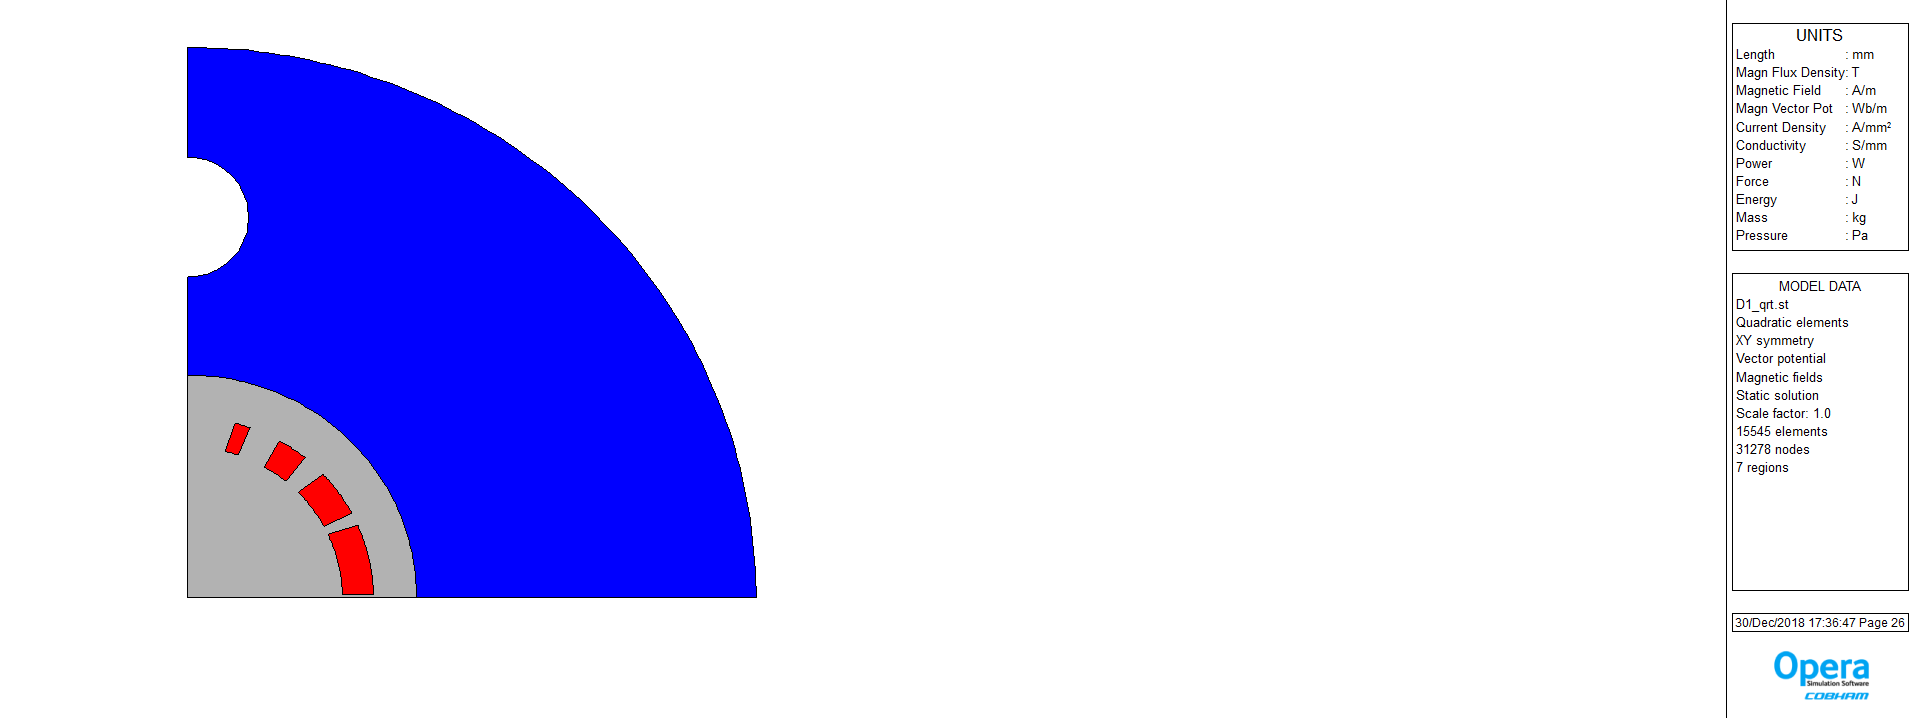 UNITS
Length : mm
Magn Flux Density: T
Magnetic Field : A/m
Magn Vector Pot : Wb/m
Current Density : A/mm²
Conductivity : S/mm
Power : W
Force : N
Energy : J
Mass : kg
Pressure : Pa
MODEL DATA
D1_qrt.st
Quadratic elements
XY symmetry
Vector potential
Magnetic fields
Static solution
Scale factor: 1.0
15545 elements
31278 nodes
7 regions
30/Dec/2018 17:36:47 Page 26
Opera
Simulation Software
COBHAM